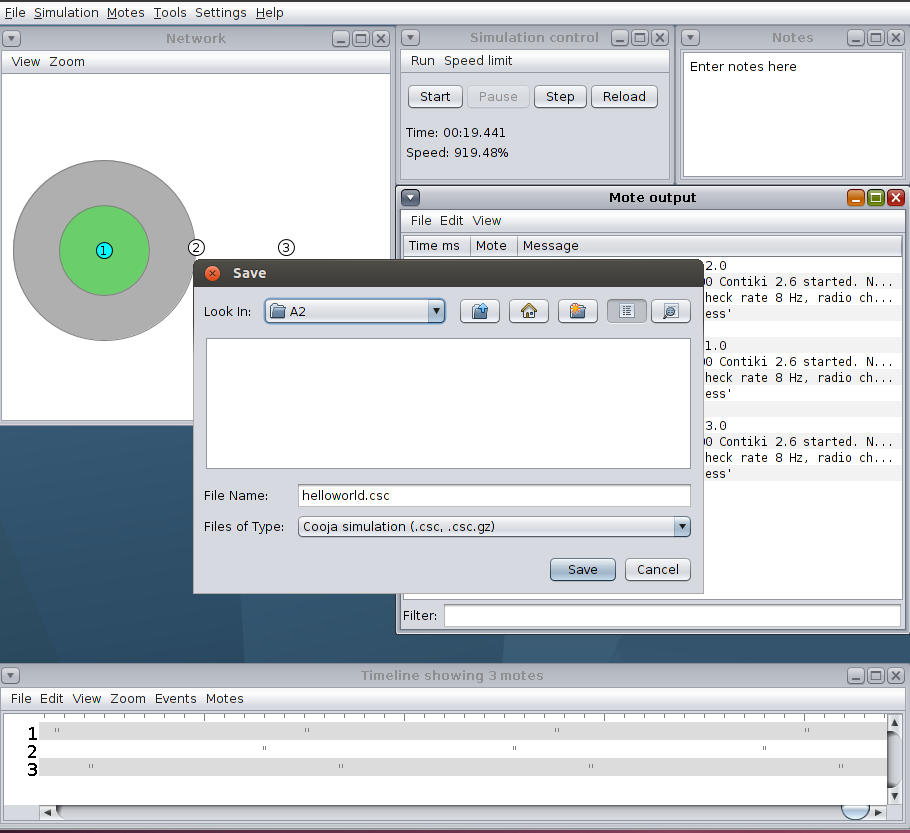 File Simulation Motes Tools Settings Help
Network
View Zoom
1
2
3
Simulation control
Run Speed limit
Start Pause Step Reload
Time: 00:19.441
Speed: 919.48%
Notes
Enter notes here
Mote output
File Edit View
Time ms Mote Message
2.0
0 Contiki 2.6 started. N...
heck rate 8 Hz, radio ch...
ess'
1.0
0 Contiki 2.6 started. N...
heck rate 8 Hz, radio ch...
ess'
3.0
0 Contiki 2.6 started. N...
heck rate 8 Hz, radio ch...
ess'
Filter:
Save
Look In: A2
File Name: helloworld.csc
Files of Type: Cooja simulation (.csc, .csc.gz)
Save Cancel
Timeline showing 3 motes
File Edit View Zoom Events Motes
1
2
3